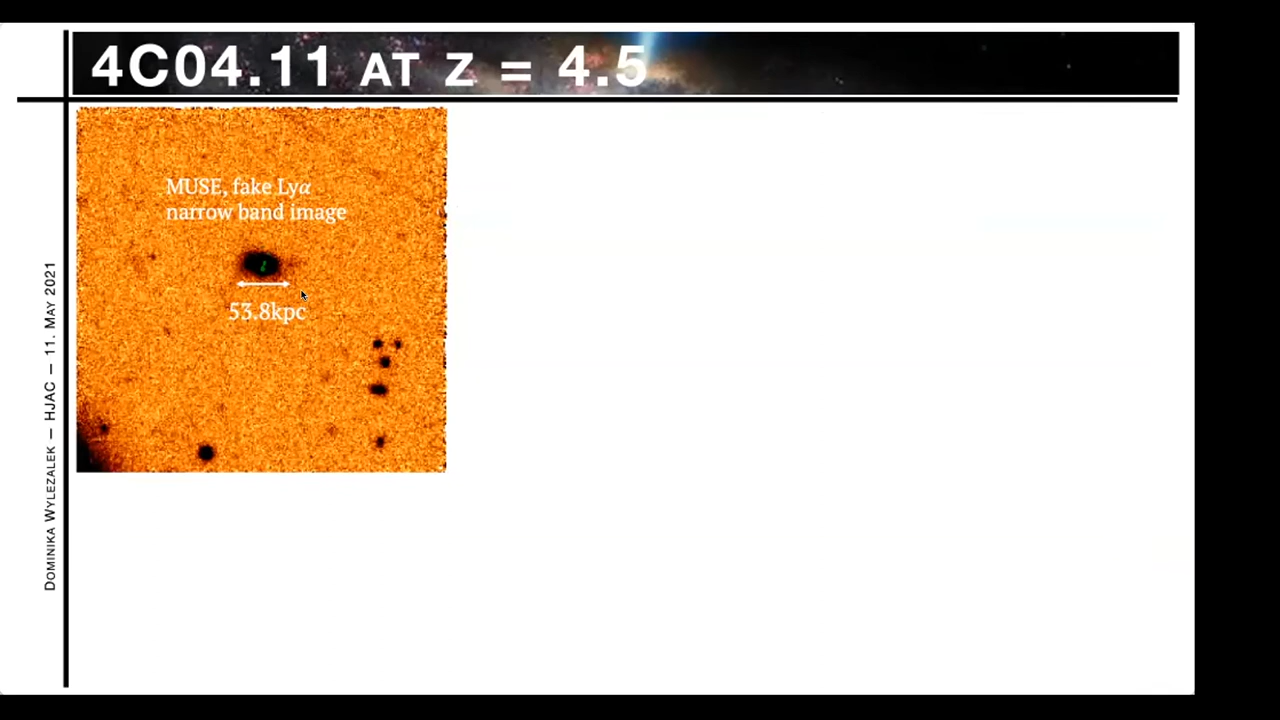 4C04.11 AT Z = 4.5
MUSE, fake Lyα
narrow band image
53.8kpc
DOMINIKA WYLEZALEK — HJAC — 11. MAY 2021